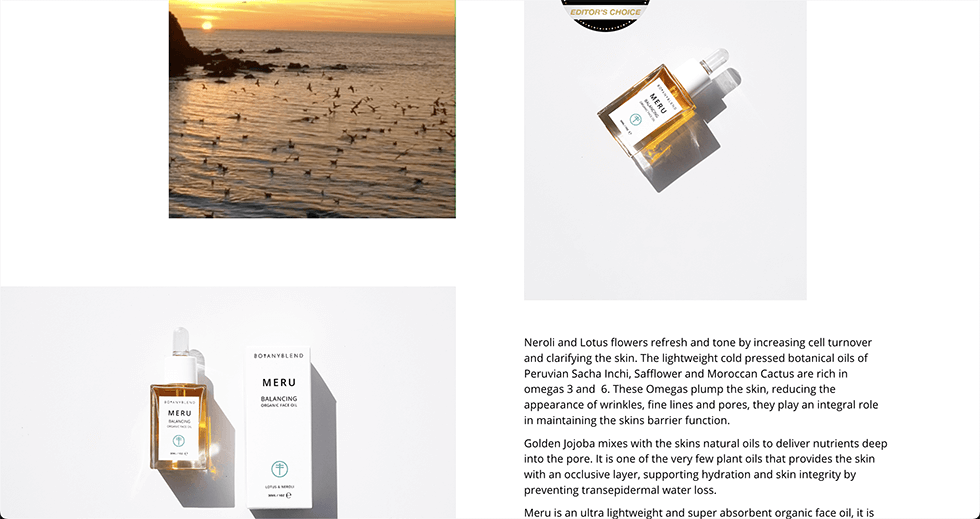 EDITOR'S CHOICE
BOTANYBLEND
MERU
BALANCING
ORGANIC FACE OIL
BOTANYBLEND
MERU
BALANCING
ORGANIC FACE OIL
BOTANYBLEND
MERU
BALANCING
ORGANIC FACE OIL
LOTUS & NEROLI
30ML / 1OZ ℮
Neroli and Lotus flowers refresh and tone by increasing cell turnover
and clarifying the skin. The lightweight cold pressed botanical oils of
Peruvian Sacha Inchi, Safflower and Moroccan Cactus are rich in
omegas 3 and  6. These Omegas plump the skin, reducing the
appearance of wrinkles, fine lines and pores, they play an integral role
in maintaining the skins barrier function.
Golden Jojoba mixes with the skins natural oils to deliver nutrients deep
into the pore. It is one of the very few plant oils that provides the skin
with an occlusive layer, supporting hydration and skin integrity by
preventing transepidermal water loss.
Meru is an ultra lightweight and super absorbent organic face oil, it is